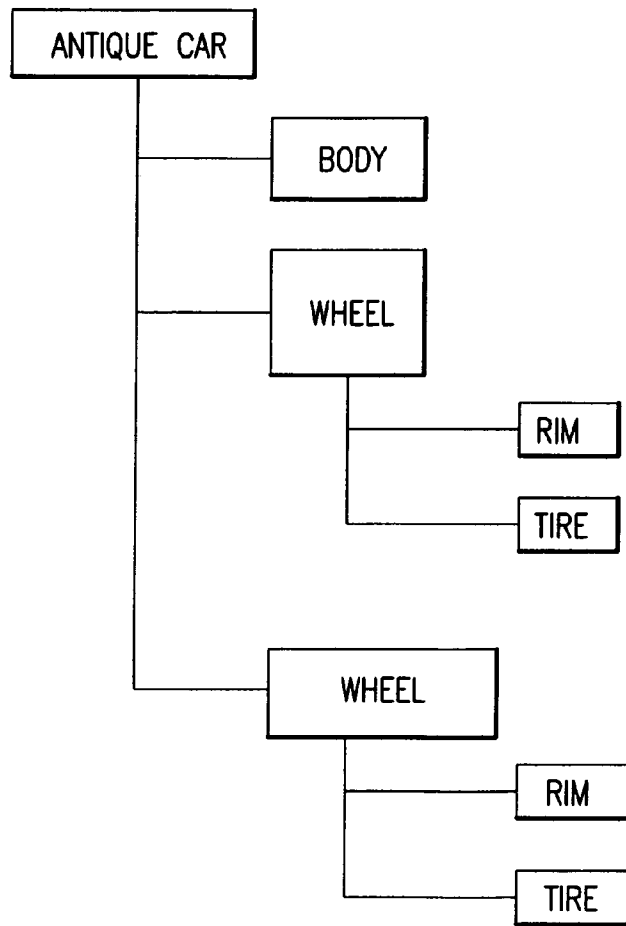 ANTIQUE CAR
BODY
WHEEL
RIM
TIRE
WHEEL
RIM
TIRE